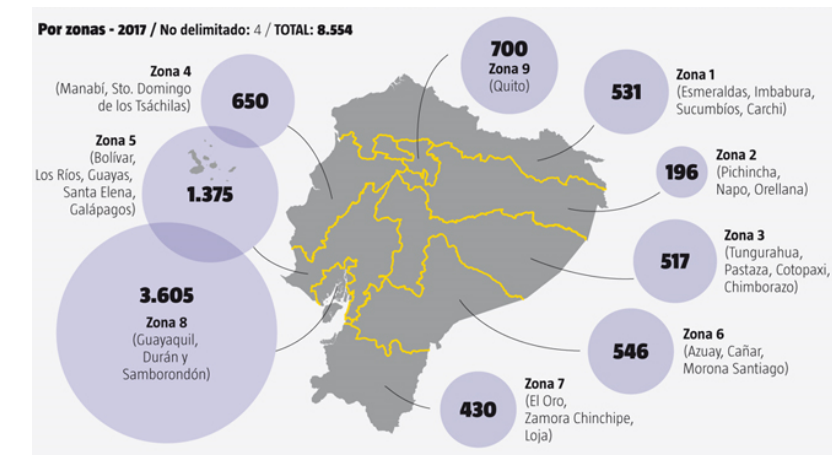 Por zonas - 2017 / No delimitado: 4 / TOTAL: 8.554
700
Zona 9
(Quito)
Zona 4
(Manabí, Sto. Domingo
de los Tsáchilas)
650
531
Zona 1
(Esmeraldas, Imbabura,
Sucumbíos, Carchi)
Zona 5
(Bolívar,
Los Ríos, Guayas,
Santa Elena,
Galápagos)
1.375
196
Zona 2
(Pichincha,
Napo, Orellana)
517
Zona 3
(Tungurahua,
Pastaza, Cotopaxi,
Chimborazo)
3.605
Zona 8
(Guayaquil,
Durán y
Samborondón)
546
Zona 6
(Azuay, Cañar,
Morona Santiago)
430
Zona 7
(El Oro,
Zamora Chinchipe,
Loja)